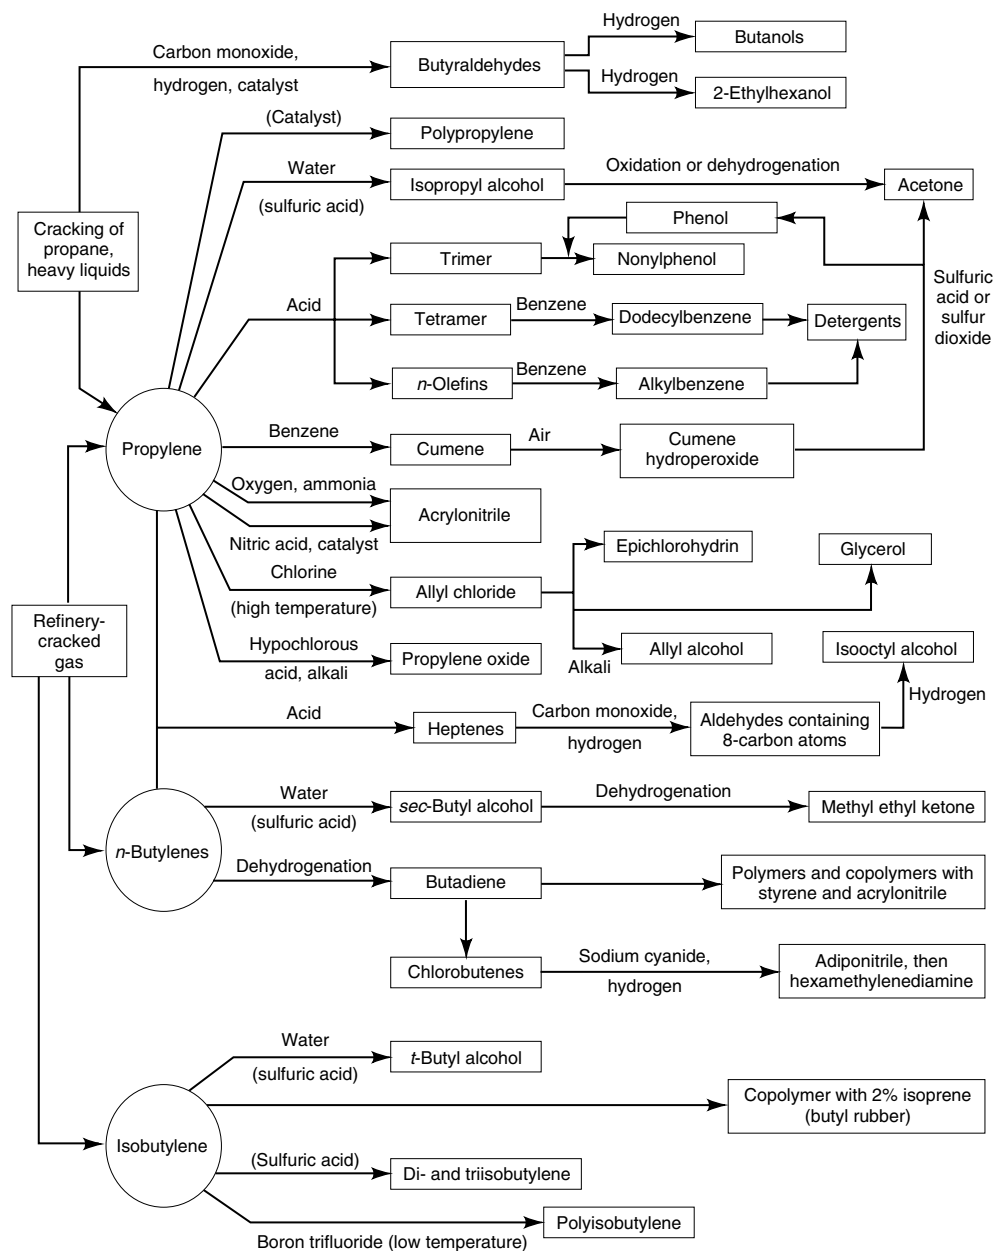 Carbon monoxide,
hydrogen, catalyst
Butyraldehydes
Hydrogen
Butanols
Hydrogen
2-Ethylhexanol
(Catalyst)
Polypropylene
Water
(sulfuric acid)
Isopropyl alcohol
Oxidation or dehydrogenation
Acetone
Cracking of
propane,
heavy liquids
Phenol
Trimer
Nonylphenol
Sulfuric
acid or
sulfur
dioxide
Acid
Tetramer
Benzene
Dodecylbenzene
Detergents
n-Olefins
Benzene
Alkylbenzene
Propylene
Benzene
Cumene
Air
Cumene
hydroperoxide
Oxygen, ammonia
Acrylonitrile
Nitric acid, catalyst
Chlorine
(high temperature)
Allyl chloride
Epichlorohydrin
Glycerol
Alkali
Allyl alcohol
Refinery-
cracked
gas
Hypochlorous
acid, alkali
Propylene oxide
Isooctyl alcohol
Hydrogen
Acid
Heptenes
Carbon monoxide,
hydrogen
Aldehydes containing
8-carbon atoms
n-Butylenes
Water
(sulfuric acid)
sec-Butyl alcohol
Dehydrogenation
Methyl ethyl ketone
Dehydrogenation
Butadiene
Polymers and copolymers with
styrene and acrylonitrile
Chlorobutenes
Sodium cyanide,
hydrogen
Adiponitrile, then
hexamethylenediamine
Water
(sulfuric acid)
t-Butyl alcohol
Copolymer with 2% isoprene
(butyl rubber)
Isobutylene
(Sulfuric acid)
Di- and triisobutylene
Boron trifluoride (low temperature)
Polyisobutylene